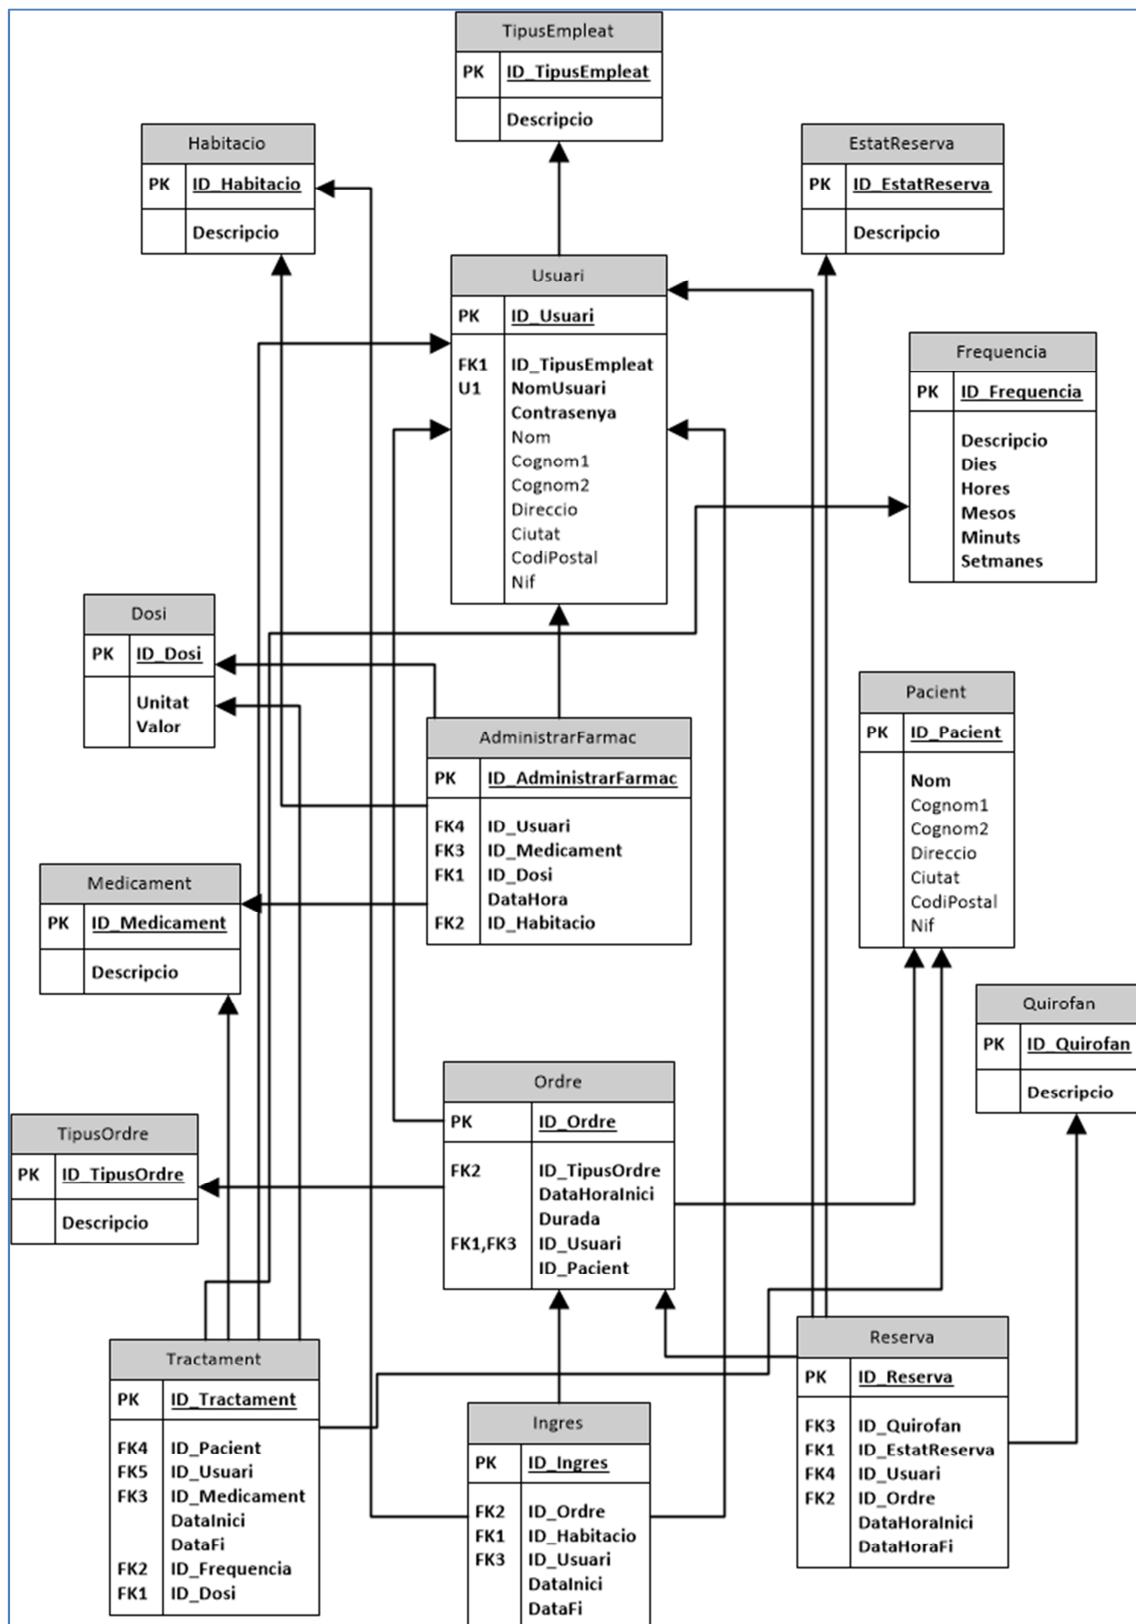 TipusEmpleat
PK ID_TipusEmpleat
Descripcio
Habitacio
PK ID_Habitacio
Descripcio
EstatReserva
PK ID_EstatReserva
Descripcio
Usuari
PK ID_Usuari
FK1 ID_TipusEmpleat
U1 NomUsuari
Contrasenya
Nom
Cognom1
Cognom2
Direccio
Ciutat
CodiPostal
Nif
Frequencia
PK ID_Frequencia
Descripcio
Dies
Hores
Mesos
Minuts
Setmanes
Dosi
PK ID_Dosi
Unitat
Valor
Pacient
PK ID_Pacient
Nom
Cognom1
Cognom2
Direccio
Ciutat
CodiPostal
Nif
AdministrarFarmac
PK ID_AdministrarFarmac
FK4 ID_Usuari
FK3 ID_Medicament
FK1 ID_Dosi
DataHora
FK2 ID_Habitacio
Medicament
PK ID_Medicament
Descripcio
Quirofan
PK ID_Quirofan
Descripcio
Ordre
PK ID_Ordre
FK2 ID_TipusOrdre
DataHoraInici
Durada
FK1,FK3 ID_Usuari
ID_Pacient
TipusOrdre
PK ID_TipusOrdre
Descripcio
Tractament
PK ID_Tractament
FK4 ID_Pacient
FK5 ID_Usuari
FK3 ID_Medicament
DataInici
DataFi
FK2 ID_Frequencia
FK1 ID_Dosi
Ingres
PK ID_Ingres
FK2 ID_Ordre
FK1 ID_Habitacio
FK3 ID_Usuari
DataInici
DataFi
Reserva
PK ID_Reserva
FK3 ID_Quirofan
FK1 ID_EstatReserva
FK4 ID_Usuari
FK2 ID_Ordre
DataHoraInici
DataHoraFi